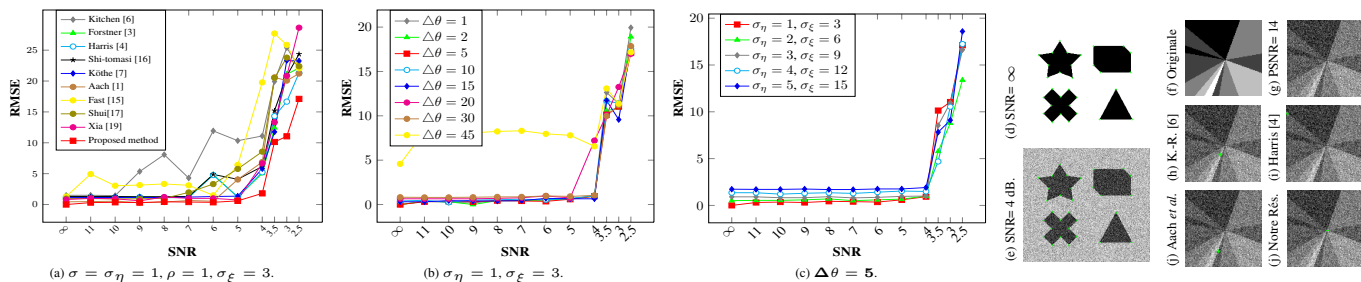 Kitchen [6]
Forstner [3]
Harris [4]
Shi-tomasi [16]
Köthe [7]
Aach [1]
Fast [15]
Shui[17]
Xia [19]
Proposed method
RMSE
25
20
15
10
5
0
∞ 11 10 9 8 7 6 5 4 3.5 3 2.5
SNR
(a) σ = σ_η = 1, ρ = 1, σ_ξ = 3.
△θ = 1
△θ = 2
△θ = 5
△θ = 10
△θ = 15
△θ = 20
△θ = 30
△θ = 45
RMSE
20
15
10
5
0
∞ 11 10 9 8 7 6 5 4 3.5 3 2.5
SNR
(b) σ_η = 1, σ_ξ = 3.
σ_η = 1, σ_ξ = 3
σ_η = 2, σ_ξ = 6
σ_η = 3, σ_ξ = 9
σ_η = 4, σ_ξ = 12
σ_η = 5, σ_ξ = 15
RMSE
20
15
10
5
0
∞ 11 10 9 8 7 6 5 4 3.5 3 2.5
SNR
(c) Δθ = 5.
(d) SNR= ∞
(e) SNR= 4 dB.
(f) Originale
(g) PSNR= 14
(h) K.-R. [6]
(i) Harris [4]
(j) Aach et al.
(j) Notre Rés.